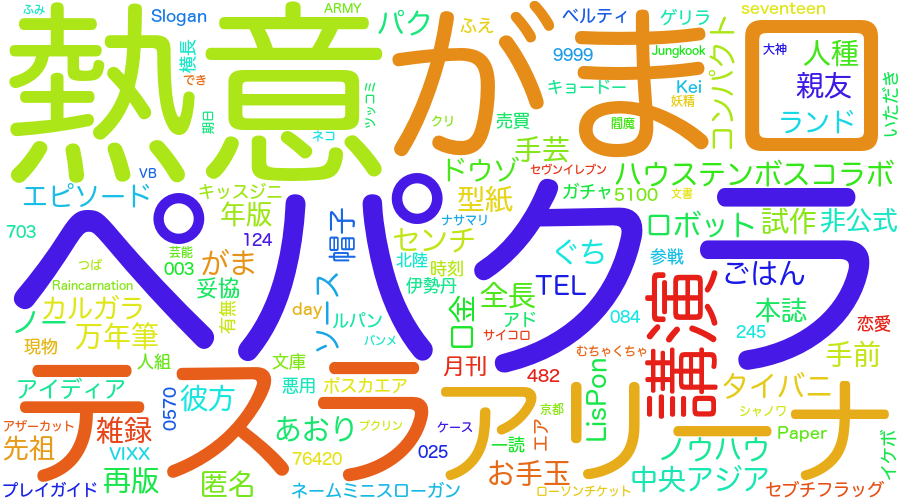 ふみ
Slogan
ARMY
パク
ふえ
ベルティ
ゲリラ
seventeen
熱意
がま口
横長
でき
9999
Jungkook
大神
人種
親友
コンパクト
ツッコミ
キョードー
Kei
妖精
ランド
いただき
期日
ネコ
クリ
売買
閻魔
手芸
VB
ドウゾ
セヴンイレブン
ハウステンボスコラボ
エピソード
キッスジニ
型紙
ガチャ
5100
文書
年版
帽子
ナサマリ
ロボット
試作
非公式
703
124
センチ
ぐち
参戦
ペパクラ
芸能
がま
北陸
時刻
TEL
ごはん
つば
003
Raincarnation
妥協
伊勢丹
全長
講演
本誌
カルガラ
有無
day
ソース
ルパン
口金
アド
084
245
恋愛
ノー
万年筆
バンメ
サイコロ
現物
人組
文庫
月刊
むちゃくちゃ
手前
テスラ
アリーナ
アイディア
彼方
悪用
ポスカエア
482
LisPon
タイバニ
0570
京都
シャノワ
アザーカット
雑録
あおり
プクリン
ケース
エア
Paper
先祖
VIXX
76420
025
一読
ノウハウ
イケボ
再版
匿名
お手玉
中央アジア
プレイガイド
ネームミニスローガン
ローソンチケット
セブチフラッグ